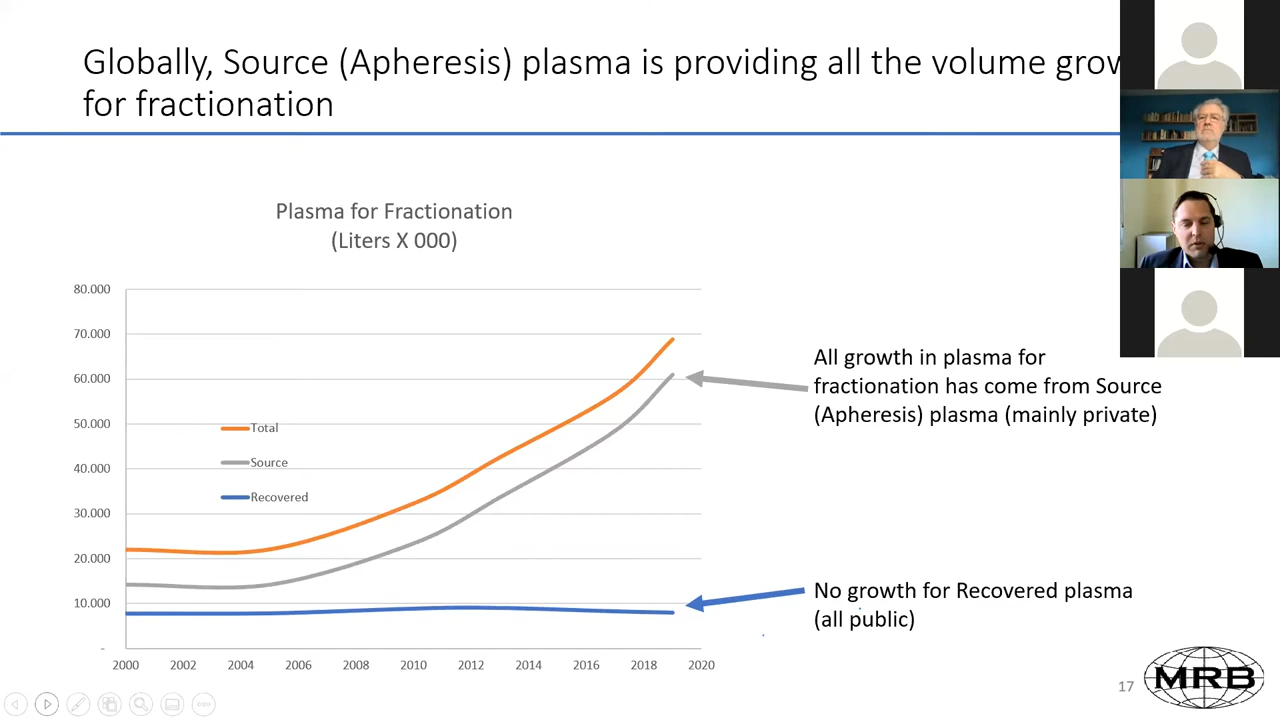 Globally, Source (Apheresis) plasma is providing all the volume
for fractionation
Plasma for Fractionation
(Liters X 000)
80.000
70.000
60.000
50.000
40.000
30.000
20.000
10.000
-
Total
Source
Recovered
2000 2002 2004 2006 2008 2010 2012 2014 2016 2018 2020
All growth in plasma for
fractionation has come from Source
(Apheresis) plasma (mainly private)
No growth for Recovered plasma
(all public)
17
MRB